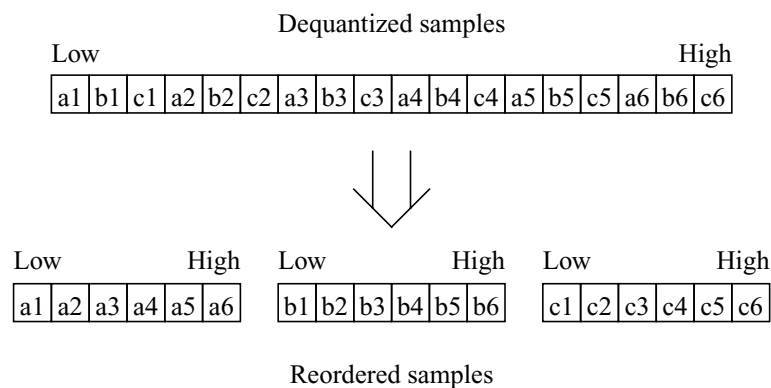 Dequantized samples
Low High
a1 b1 c1 a2 b2 c2 a3 b3 c3 a4 b4 c4 a5 b5 c5 a6 b6 c6
Low High Low High Low High
a1 a2 a3 a4 a5 a6 b1 b2 b3 b4 b5 b6 c1 c2 c3 c4 c5 c6
Reordered samples